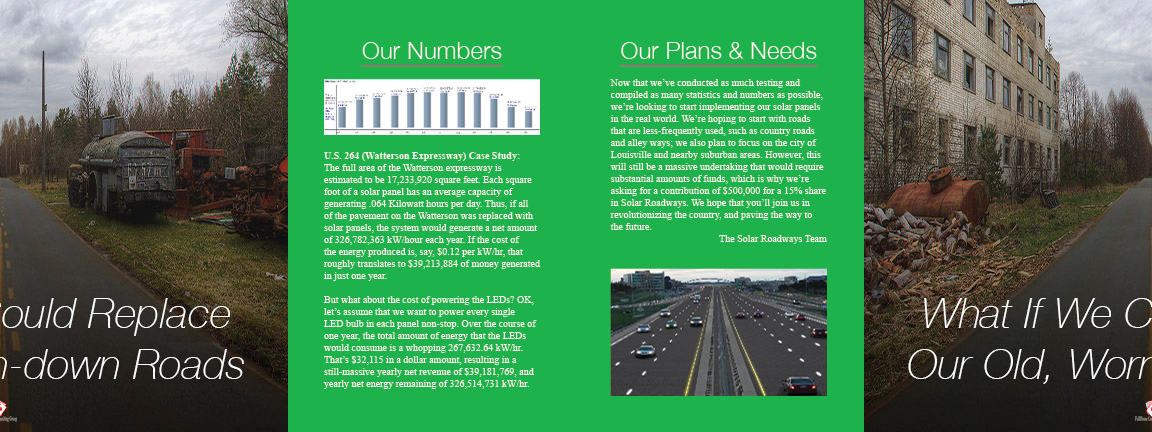 ould Replace
n-down Roads
Our Numbers
U.S. 264 (Watterson Expressway) Case Study:
The full area of the Watterson expressway is
estimated to be 17,233,920 square feet. Each square
foot of a solar panel has an average capacity of
generating .064 Kilowatt hours per day. Thus, if all
of the pavement on the Watterson was replaced with
solar panels, the system would generate a net amount
of 326,782,363 kW/hour each year. If the cost of
the energy produced is, say, $0.12 per kW/hr, that
roughly translates to $39,213,884 of money generated
in just one year.
But what about the cost of powering the LEDs? OK,
let's assume that we want to power every single
LED bulb in each panel non-stop. Over the course of
one year, the total amount of energy that the LEDs
would consume is a whopping 267,632.64 kW/hr.
That's $32,115 in a dollar amount, resulting in a
still-massive yearly net revenue of $39,181,769, and
yearly net energy remaining of 326,514,731 kW/hr.
Our Plans & Needs
Now that we've conducted as much testing and
compiled as many statistics and numbers as possible,
we're looking to start implementing our solar panels
in the real world. We're hoping to start with roads
that are less-frequently used, such as country roads
and alley ways; we also plan to focus on the city of
Louisville and nearby suburban areas. However, this
will still be a massive undertaking that would require
substantial amounts of funds, which is why we're
asking for a contribution of $500,000 for a 15% share
in Solar Roadways. We hope that you'll join us in
revolutionizing the country, and paving the way to
the future.
The Solar Roadways Team
What If We C
Our Old, Worn